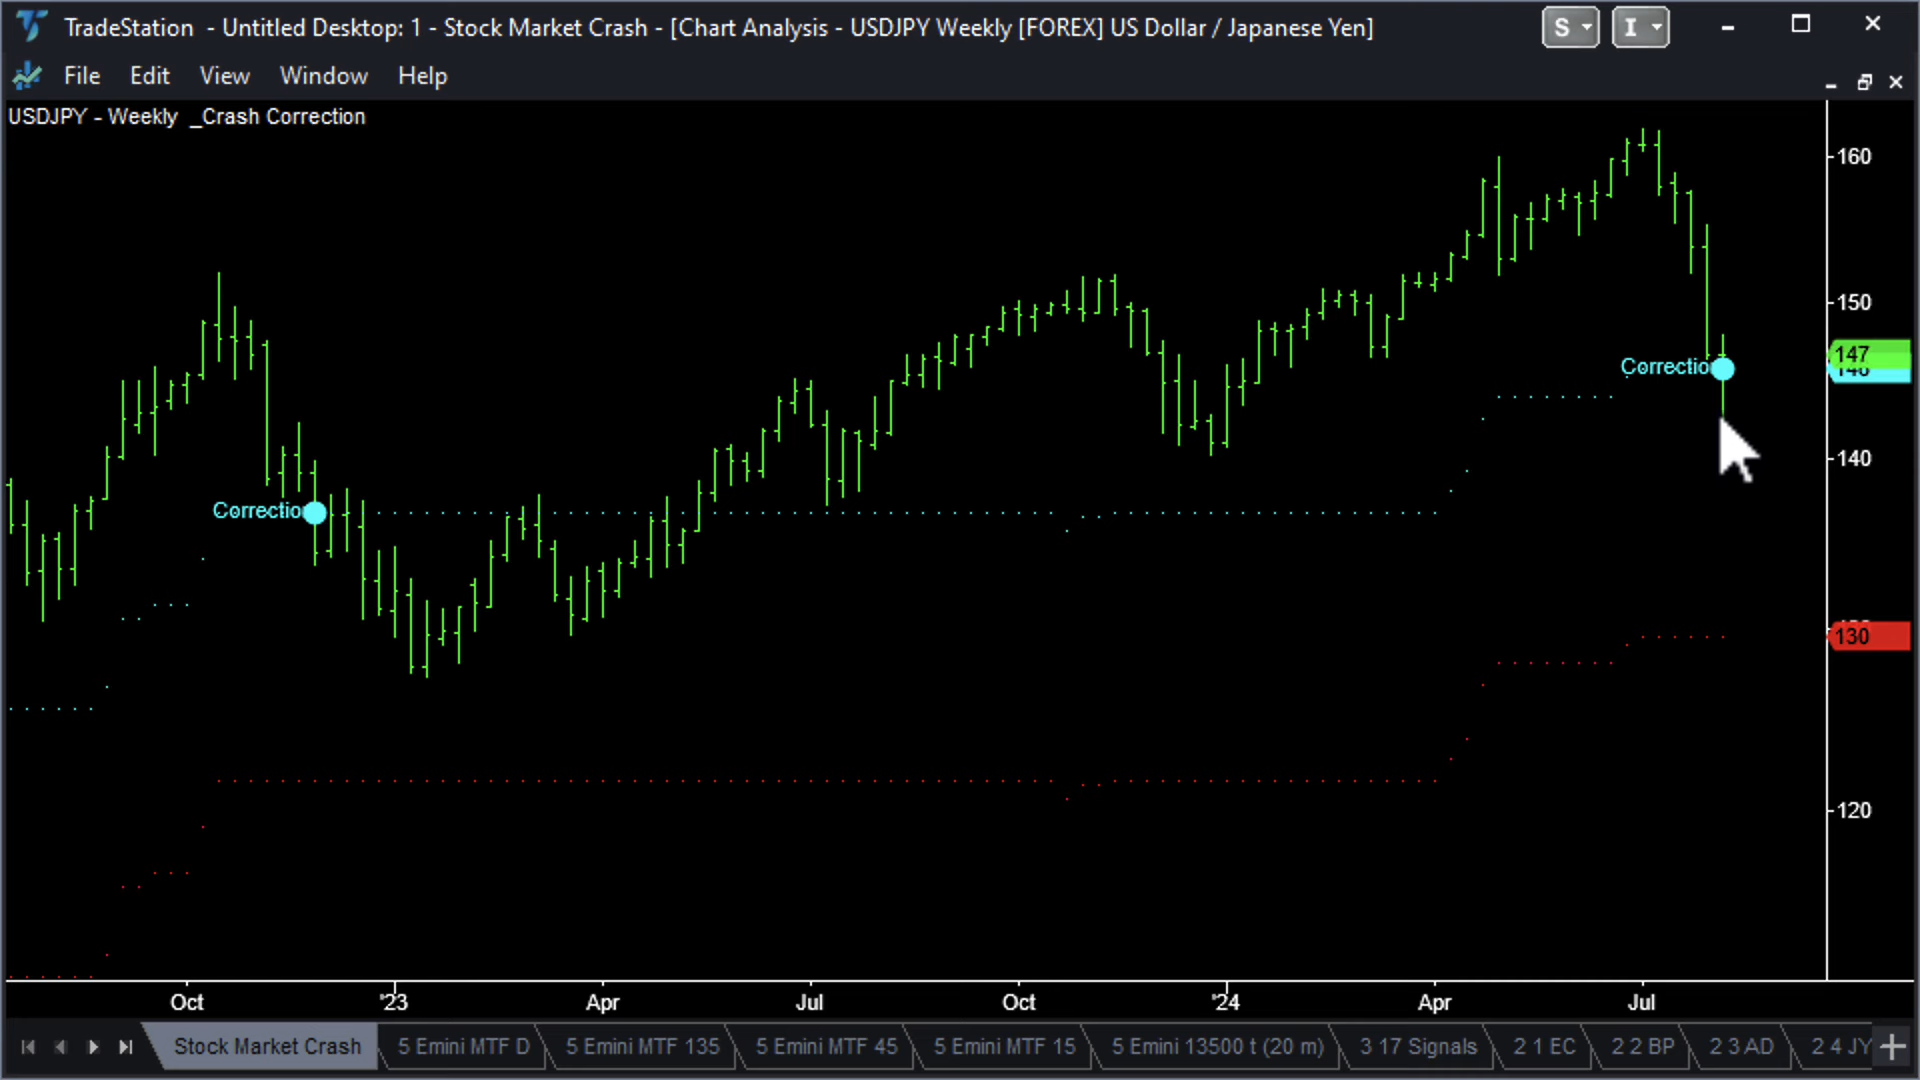 TradeStation - Untitled Desktop: 1 - Stock Market Crash - [Chart Analysis - USDJPY Weekly [FOREX] US Dollar / Japanese Yen]
S I
File Edit View Window Help
USDJPY - Weekly _Crash Correction
160
150
147
Correctio
140
Correctio
130
120
Oct '23 Apr Jul Oct '24 Apr Jul
Stock Market Crash 5 Emini MTF D 5 Emini MTF 135 5 Emini MTF 45 5 Emini MTF 15 5 Emini 13500 t (20 m) 3 17 Signals 2 1 EC 2 2 BP 2 3 AD 2 4 JY